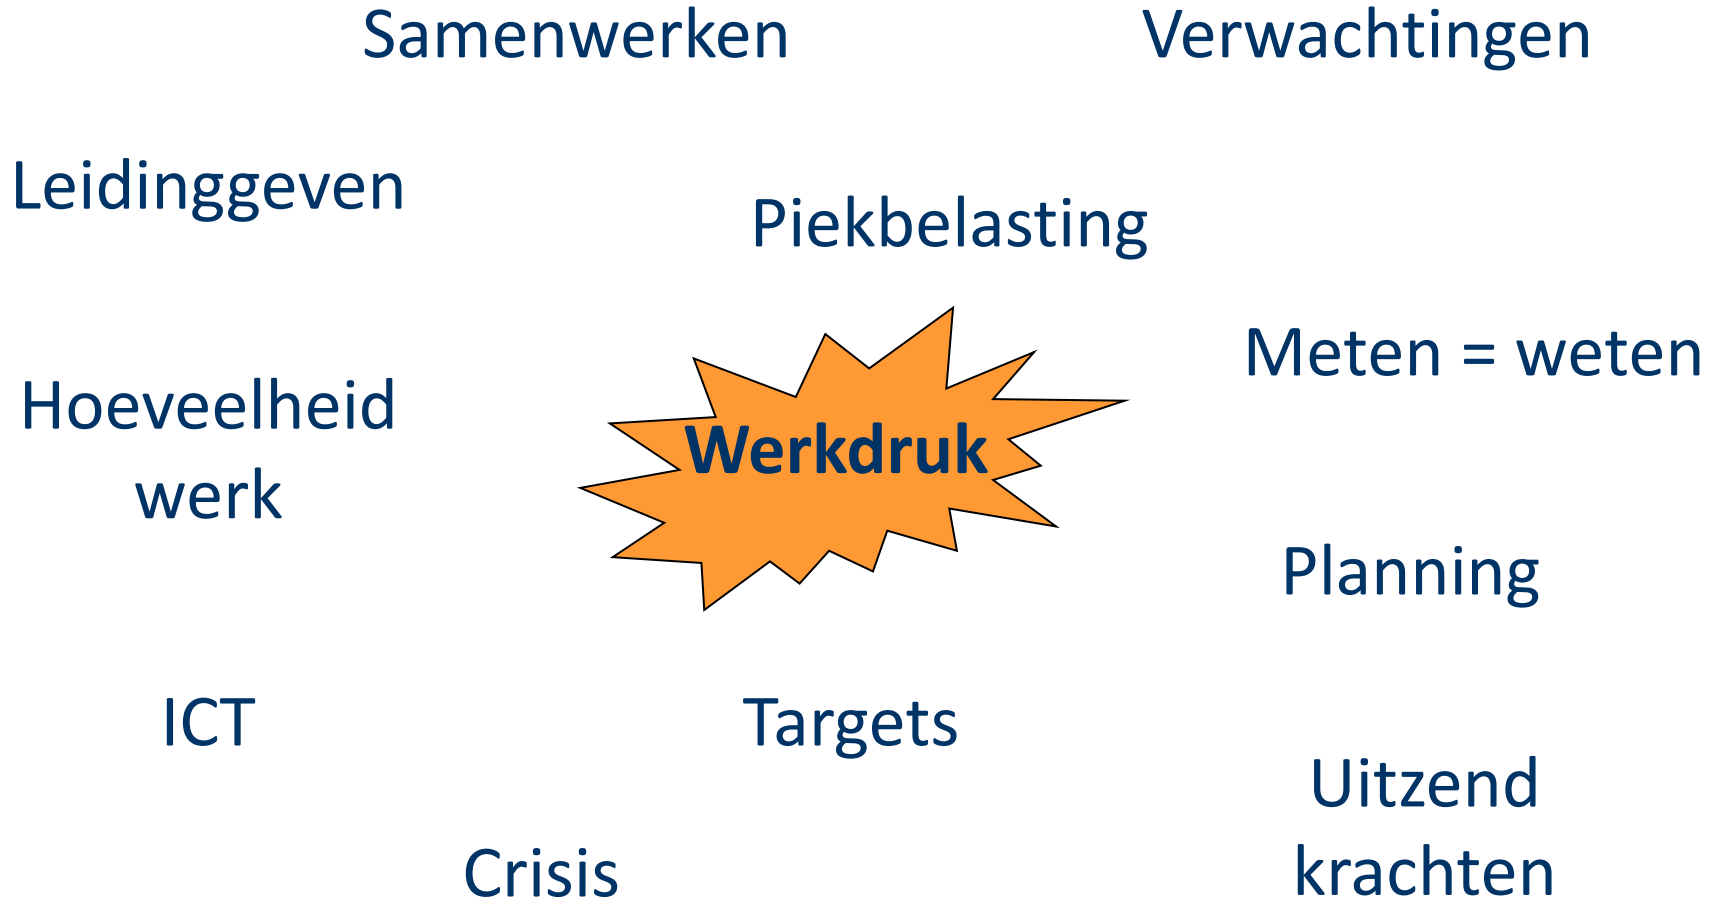 Samenwerken
Verwachtingen
Leidinggeven
Piekbelasting
Meten = weten
Hoeveelheid
werk
Werkdruk
Planning
ICT
Targets
Uitzend
krachten
Crisis